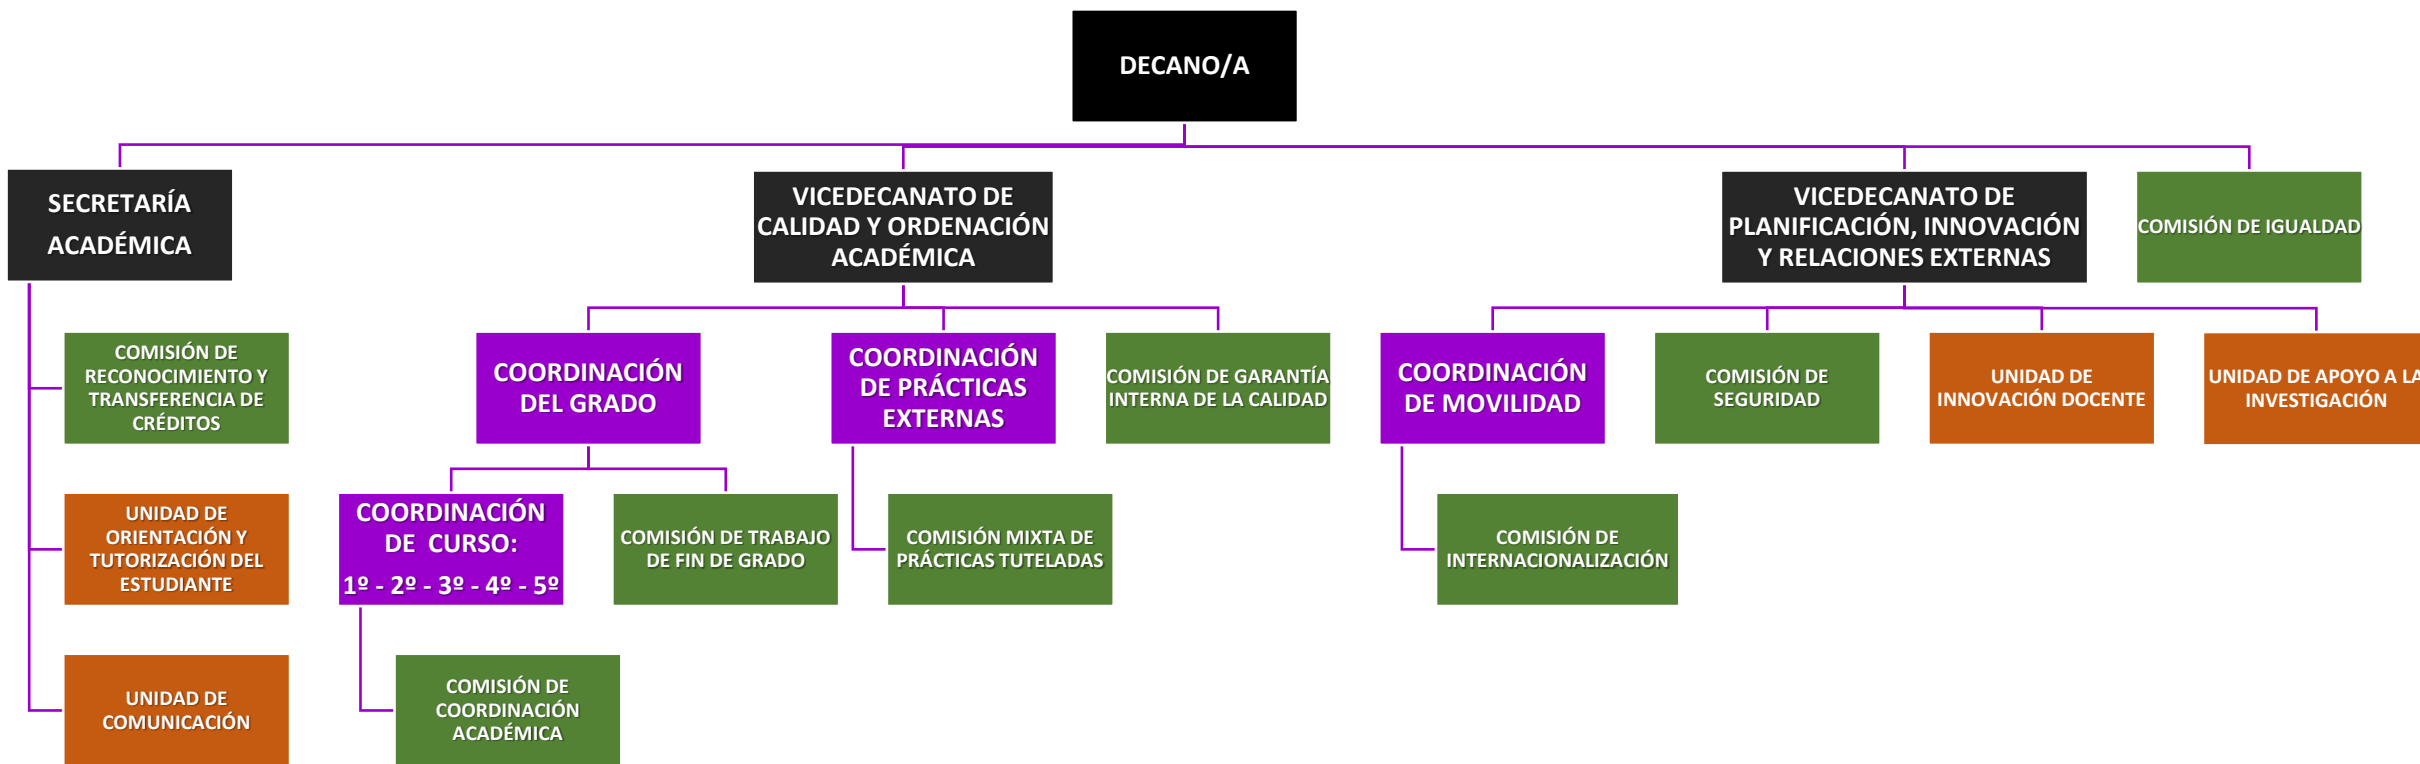 DECANO/A
SECRETARÍA
ACADÉMICA
VICEDECANATO DE
CALIDAD Y ORDENACIÓN
ACADÉMICA
VICEDECANATO DE
PLANIFICACIÓN, INNOVACIÓN
Y RELACIONES EXTERNAS
COMISIÓN DE IGUALDAD
COMISIÓN DE
RECONOCIMIENTO Y
TRANSFERENCIA DE
CRÉDITOS
COORDINACIÓN
DEL GRADO
COORDINACIÓN
DE PRÁCTICAS
EXTERNAS
COMISIÓN DE GARANTÍA
INTERNA DE LA CALIDAD
COORDINACIÓN
DE MOVILIDAD
COMISIÓN DE
SEGURIDAD
UNIDAD DE
INNOVACIÓN DOCENTE
UNIDAD DE APOYO A LA
INVESTIGACIÓN
UNIDAD DE
ORIENTACIÓN Y
TUTORIZACIÓN DEL
ESTUDIANTE
COORDINACIÓN
DE CURSO:
1º - 2º - 3º - 4º - 5º
COMISIÓN DE TRABAJO
DE FIN DE GRADO
COMISIÓN MIXTA DE
PRÁCTICAS TUTELADAS
COMISIÓN DE
INTERNACIONALIZACIÓN
UNIDAD DE
COMUNICACIÓN
COMISIÓN DE
COORDINACIÓN
ACADÉMICA